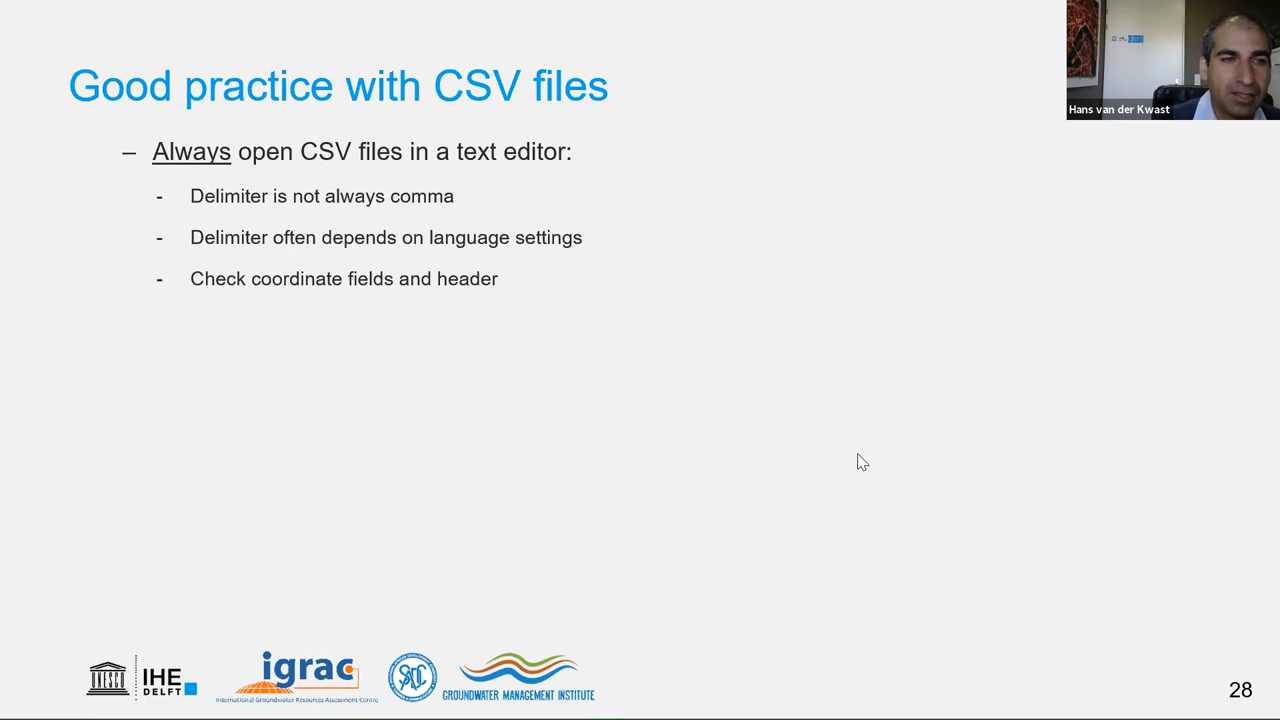 Good practice with CSV files
Hans van der Kwast
– Always open CSV files in a text editor:
- Delimiter is not always comma
- Delimiter often depends on language settings
- Check coordinate fields and header
UNESCO
IHE
DELFT
igrac
International Groundwater Resources Assessment Centre
GROUNDWATER MANAGEMENT INSTITUTE
28